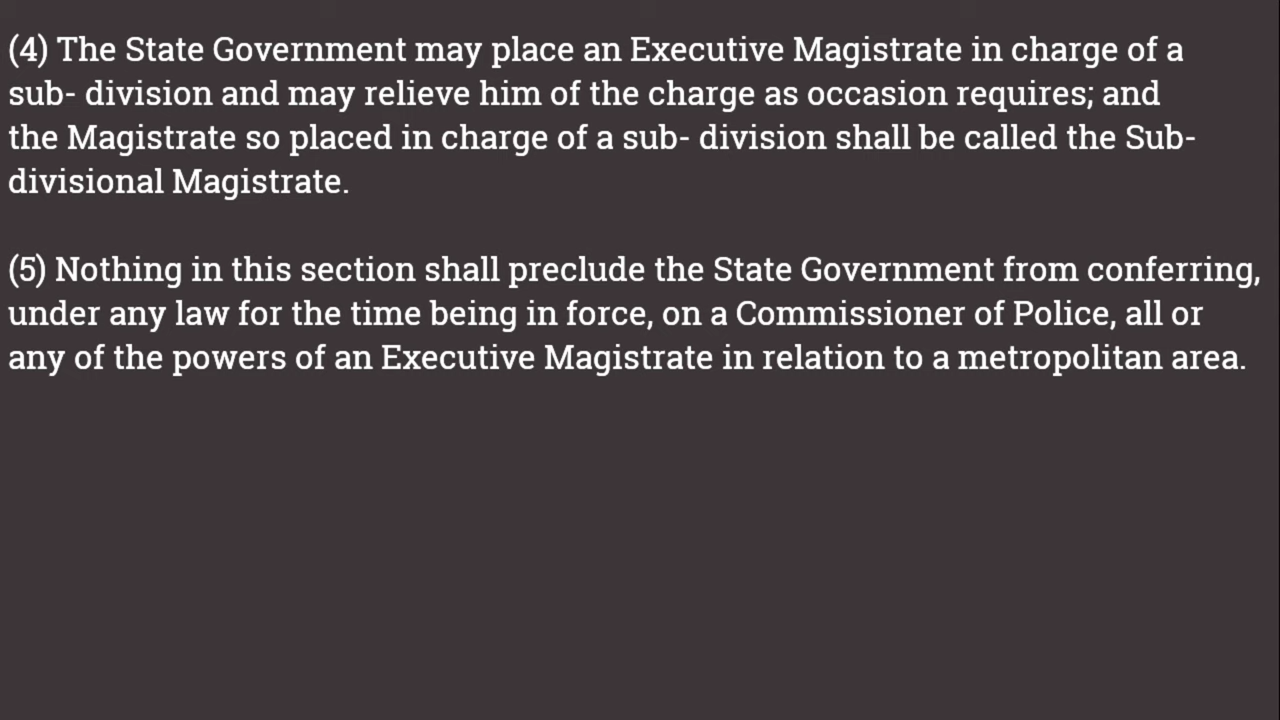 (4) The State Government may place an Executive Magistrate in charge of a
sub- division and may relieve him of the charge as occasion requires; and
the Magistrate so placed in charge of a sub- division shall be called the Sub-
divisional Magistrate.
(5) Nothing in this section shall preclude the State Government from conferring,
under any law for the time being in force, on a Commissioner of Police, all or
any of the powers of an Executive Magistrate in relation to a metropolitan area.